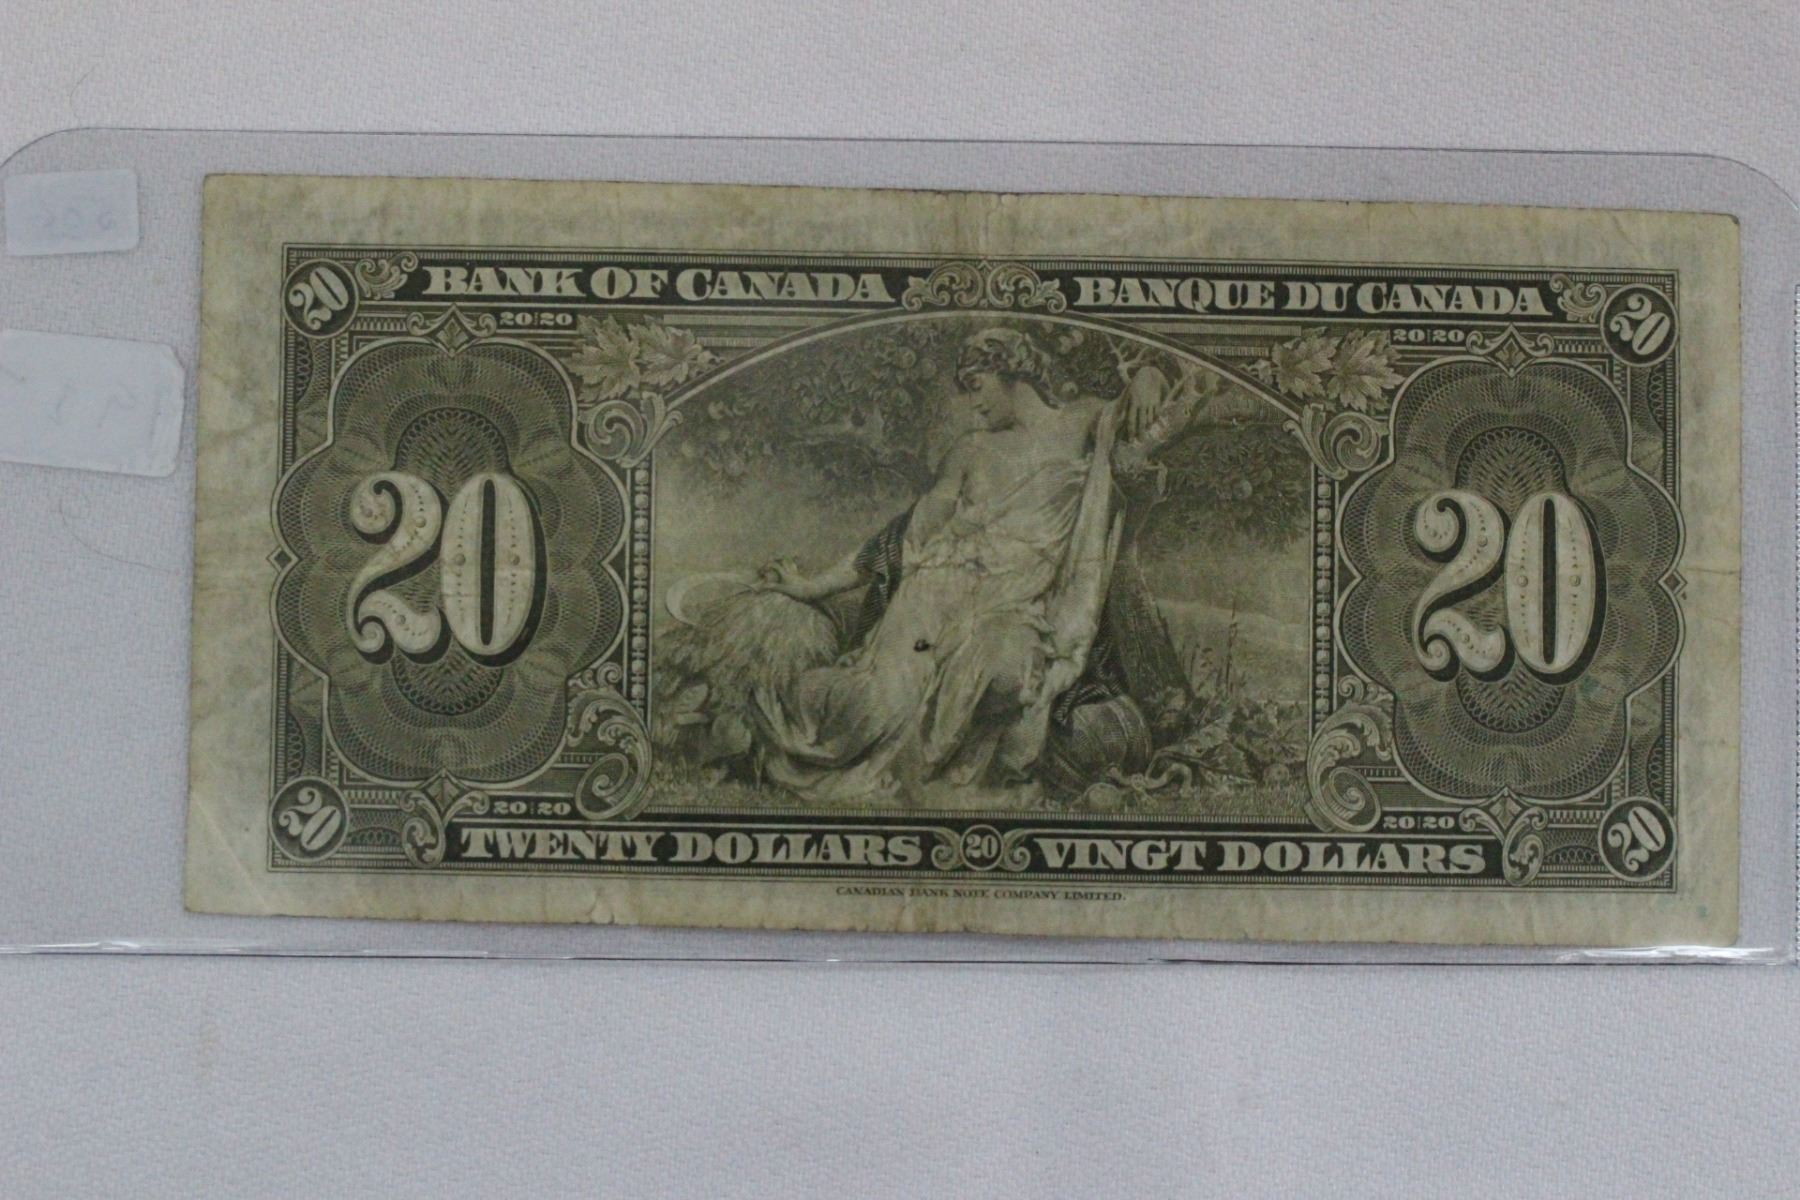 20 BANK OF CANADA BANQUE DU CANADA 20
20 20 20 20
20 20
20 20 20 20
20 TWENTY DOLLARS 20 VINGT DOLLARS 20
CANADIAN BANK NOTE COMPANY, LIMITED.